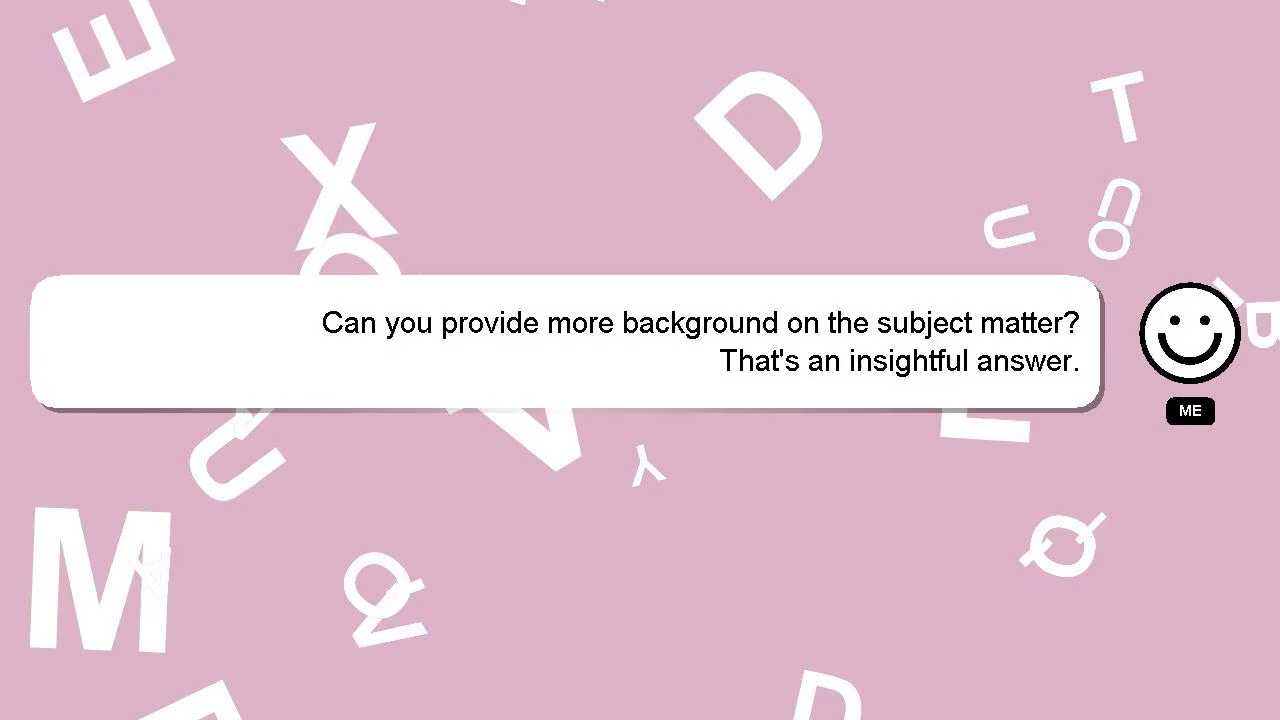 Can you provide more background on the subject matter?
That's an insightful answer.
ME